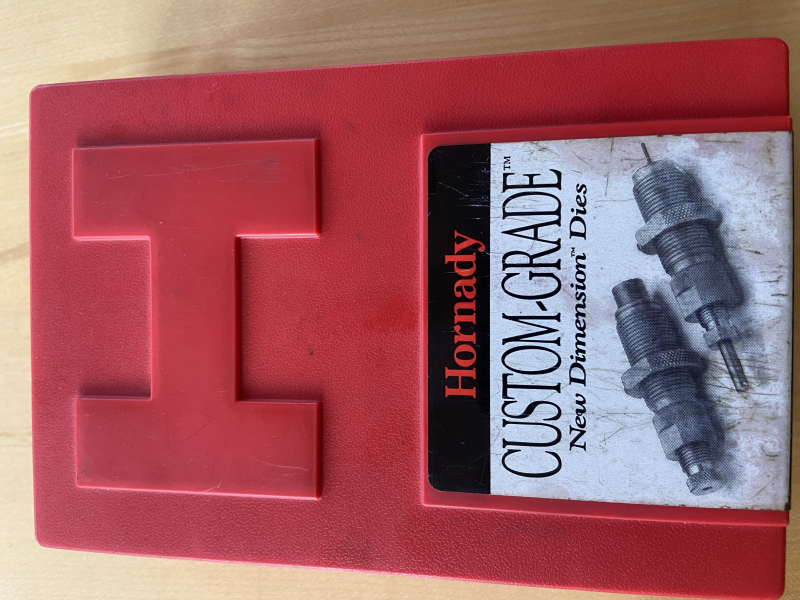 Hornady
CUSTOM-GRADE™
New Dimension™ Dies